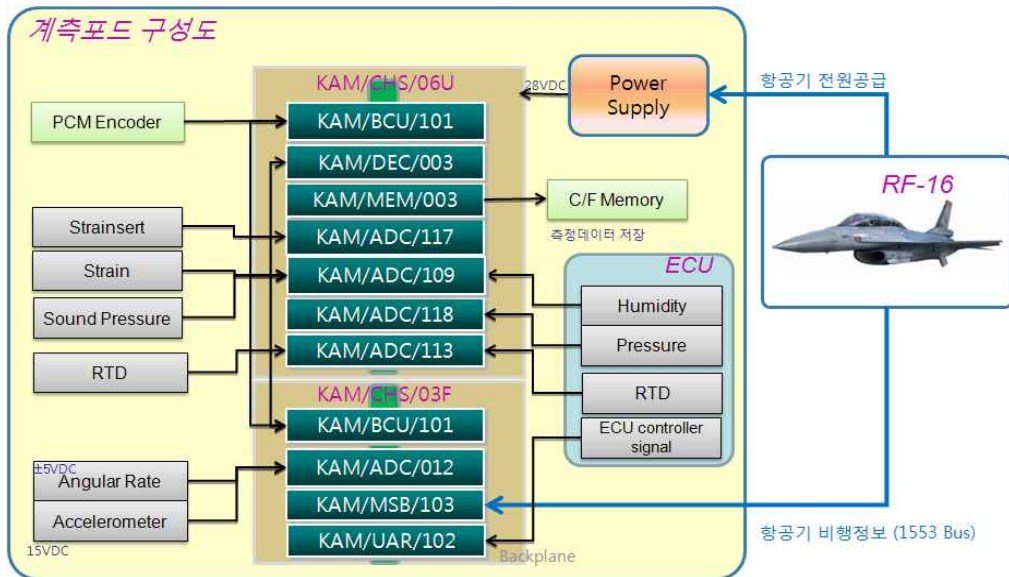 계측포드 구성도
KAM/CHS/06U
28VDC
Power
Supply
항공기 전원공급
PCM Encoder
KAM/BCU/101
KAM/DEC/003
KAM/MEM/003
C/F Memory
측정데이터 저장
RF-16
Strainsert
KAM/ADC/117
Strain
KAM/ADC/109
Sound Pressure
KAM/ADC/118
RTD
KAM/ADC/113
ECU
Humidity
Pressure
RTD
ECU controller
signal
KAM/CHS/03F
KAM/BCU/101
±5VDC
Angular Rate
KAM/ADC/012
Accelerometer
KAM/MSB/103
15VDC
KAM/UAR/102
Backplane
항공기 비행정보 (1553 Bus)